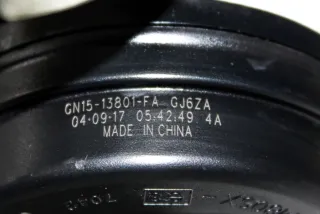 GN15-13801-FA GJ6ZA
04-09-17 05:42:49 4A
MADE IN CHINA